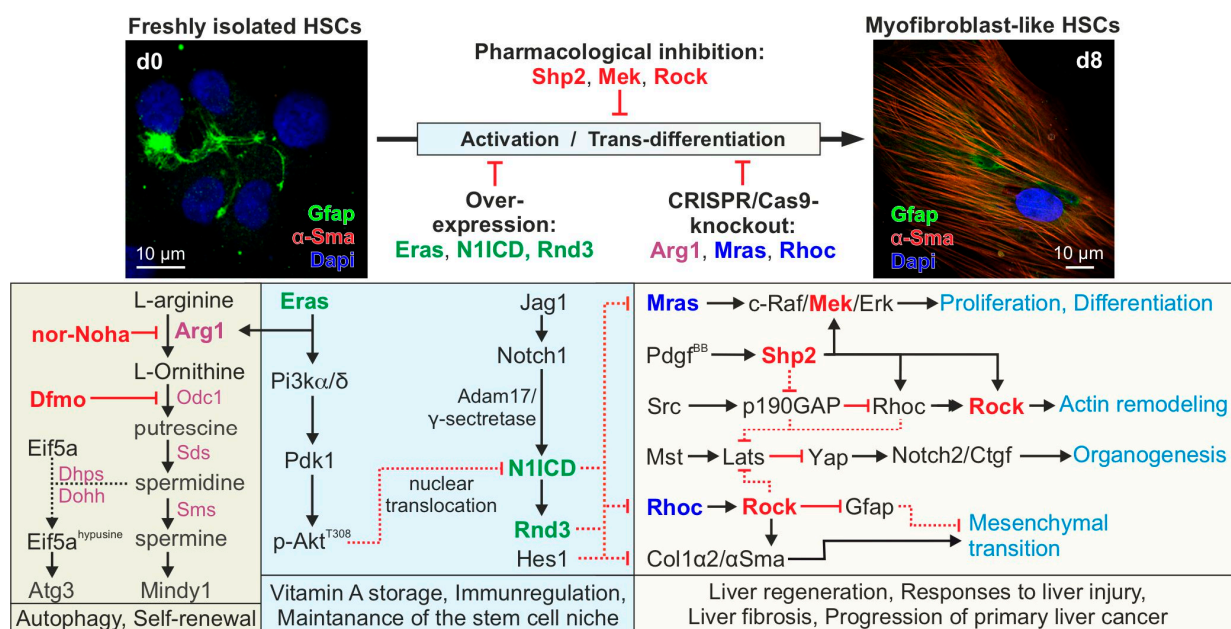 Freshly isolated HSCs
d0
Gfap
α-Sma
Dapi
10 µm
Pharmacological inhibition:
Shp2, Mek, Rock
Activation / Trans-differentiation
Over-
expression:
Eras, N1ICD, Rnd3
CRISPR/Cas9-
knockout:
Arg1, Mras, Rhoc
Myofibroblast-like HSCs
d8
Gfap
α-Sma
Dapi
10 µm
L-arginine
nor-Noha
Arg1
L-Ornithine
Dfmo
Odc1
putrescine
Eif5a
Sds
Dhps
Dohh
spermidine
Sms
Eif5a^hypusine
spermine
Atg3
Mindy1
Autophagy, Self-renewal
Eras
Pi3kα/δ
Pdk1
p-Akt^T308
Jag1
Notch1
Adam17/
γ-sectretase
N1ICD
nuclear
translocation
Rnd3
Hes1
Vitamin A storage, Immunregulation,
Maintanance of the stem cell niche
Mras c-Raf/Mek/Erk Proliferation, Differentiation
Pdgf^BB Shp2
Src p190GAP Rhoc Rock Actin remodeling
Mst Lats Yap Notch2/Ctgf Organogenesis
Rhoc Rock Gfap
Mesenchymal
transition
Col1α2/αSma
Liver regeneration, Responses to liver injury,
Liver fibrosis, Progression of primary liver cancer